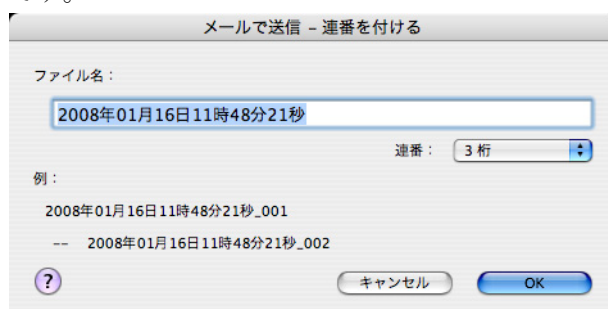 メールで送信 – 連番を付ける
ファイル名：
2008年01月16日11時48分21秒
連番： 3 桁
例：
2008年01月16日11時48分21秒_001
-- 2008年01月16日11時48分21秒_002
? キャンセル OK